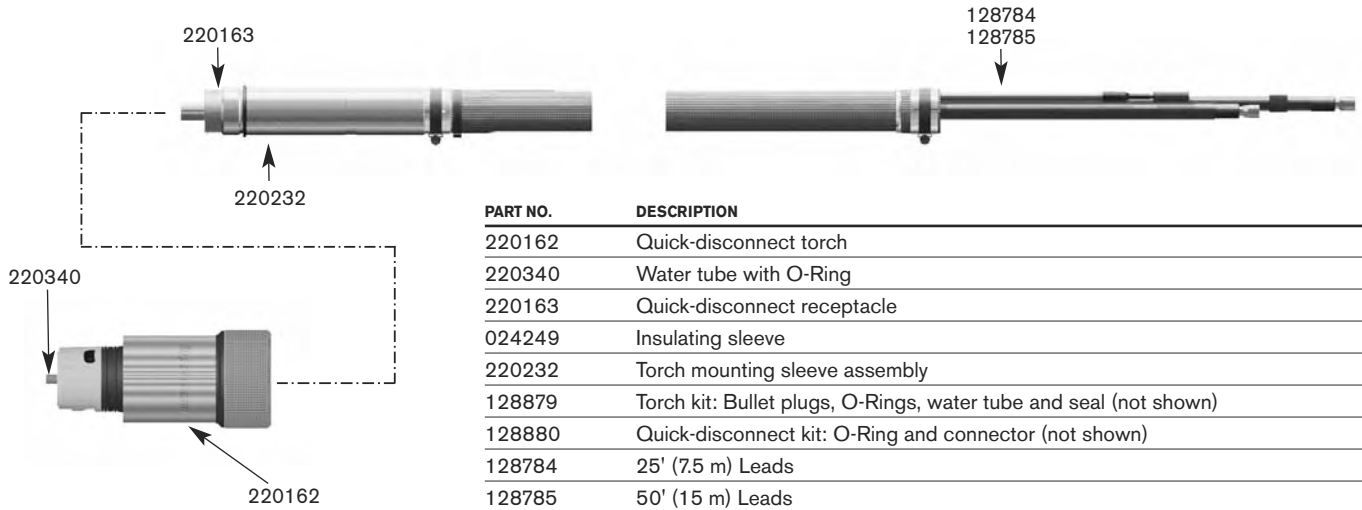 220163
128784
128785
220232
220340
220162
PART NO. DESCRIPTION
220162 Quick-disconnect torch
220340 Water tube with O-Ring
220163 Quick-disconnect receptacle
024249 Insulating sleeve
220232 Torch mounting sleeve assembly
128879 Torch kit: Bullet plugs, O-Rings, water tube and seal (not shown)
128880 Quick-disconnect kit: O-Ring and connector (not shown)
128784 25' (7.5 m) Leads
128785 50' (15 m) Leads